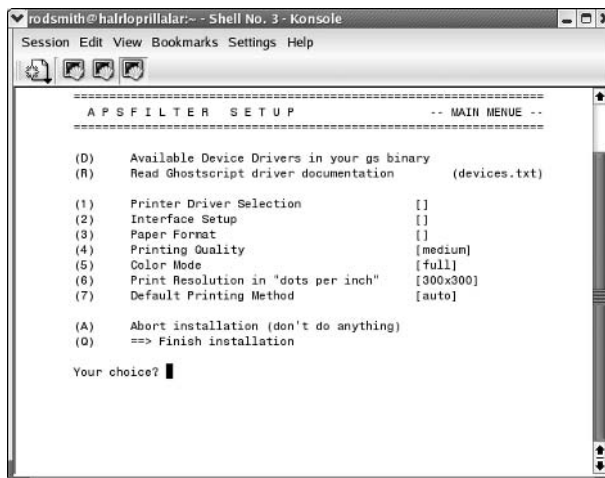 rodsmith@halrloprillalar:~ - Shell No. 3 - Konsole
Session Edit View Bookmarks Settings Help
==================================================================
A P S F I L T E R   S E T U P   -- MAIN MENUE --
==================================================================
(D) Available Device Drivers in your gs binary
(R) Read Ghostscript driver documentation (devices.txt)
(1) Printer Driver Selection []
(2) Interface Setup []
(3) Paper Format []
(4) Printing Quality [medium]
(5) Color Mode [full]
(6) Print Resolution in "dots per inch" [300x300]
(7) Default Printing Method [auto]
(A) Abort installation (don't do anything)
(Q) ==> Finish installation
Your choice?